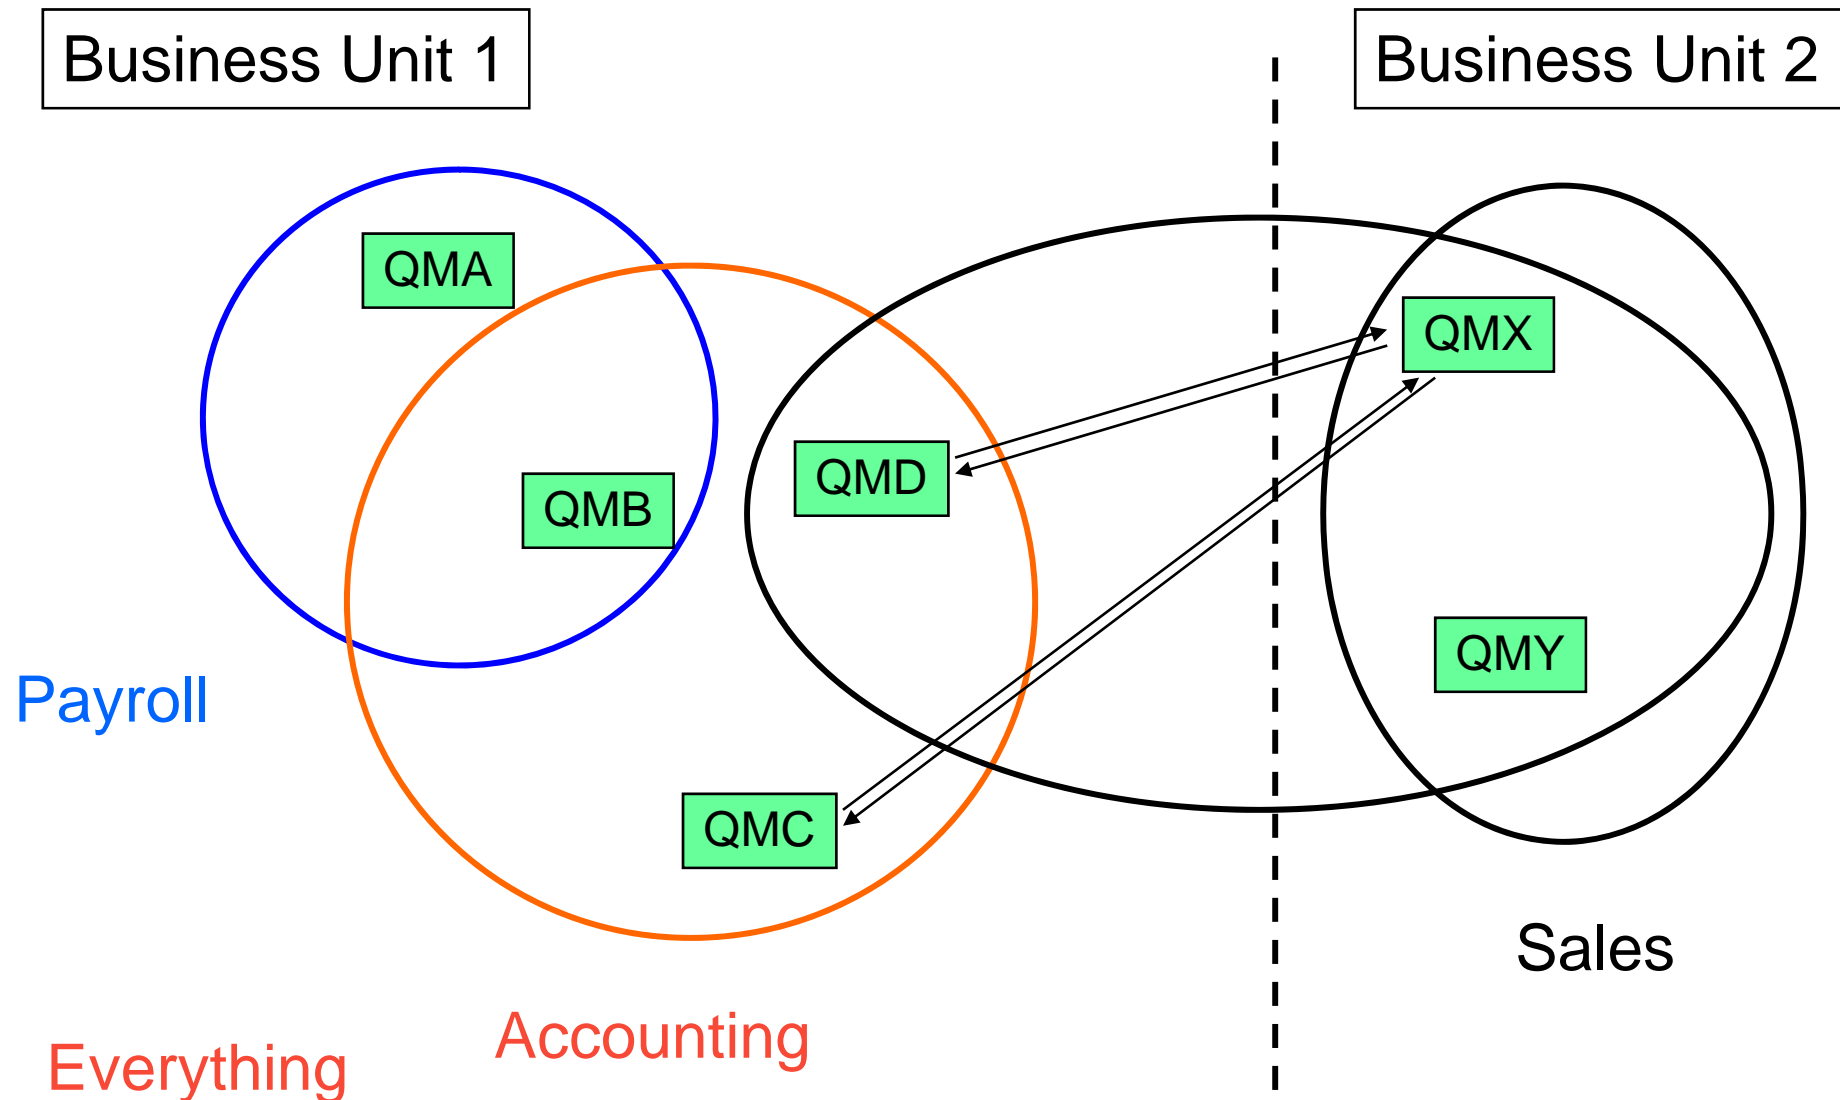 Business Unit 1
Business Unit 2
QMA
QMX
QMD
QMB
QMY
Payroll
QMC
Sales
Accounting
Everything